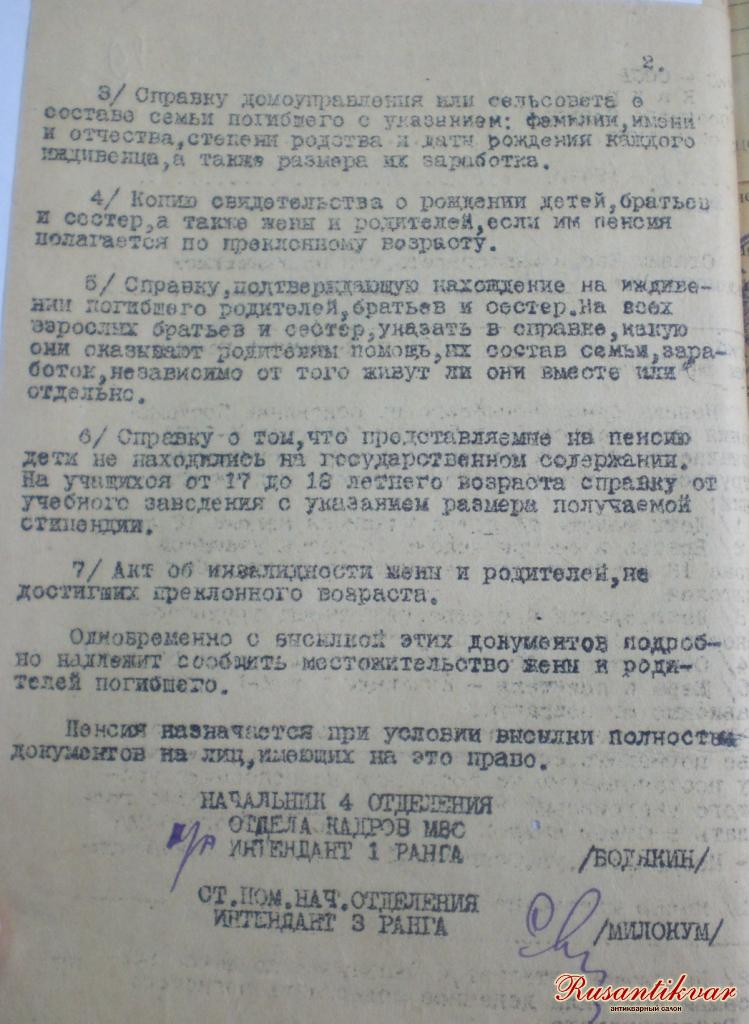 2.
3/ Справку домоуправления или сельсовета о
составе семьи погибшего с указанием: фамилии,имени
и отчества,степени родства и даты рождения каждого
иждивенца,а также размера их заработка.
4/ Копию свидетельства о рождении детей,братьев
и сестер,а также жены и родителей,если им пенсия
полагается по преклонному возрасту.
5/ Справку,подтверждающую нахождение на иждиве-
нии погибшего родителей,братьев и сестер.На всех
взрослых братьев и сестер,указать в справке,какую
они оказывают родителям помощь,их состав семьи,зара-
боток,независимо от того живут ли они вместе или
отдельно.
6/ Справку о том,что представляемые на пенсию
дети не находились на государственном содержании.
На учащихся от 17 до 18 летнего возраста справку от
учебного заведения с указанием размера получаемой
стипендии.
7/ Акт об инвалидности жены и родителей,не
достигших преклонного возраста.
Одновременно с высылкой этих документов подроб-
но надлежит сообщить местожительство жены и роди-
телей погибшего.
Пенсия назначается при условии высылки полностью
документов на лиц,имеющих на это право.
НАЧАЛЬНИК 4 ОТДЕЛЕНИЯ
ОТДЕЛА КАДРОВ МВС
ИНТЕНДАНТ 1 РАНГА /БОДЯКИН/
СТ.ПОМ.НАЧ.ОТДЕЛЕНИЯ
ИНТЕНДАНТ 3 РАНГА /МИЛОКУМ/
Rusantikvar
антикварный салон